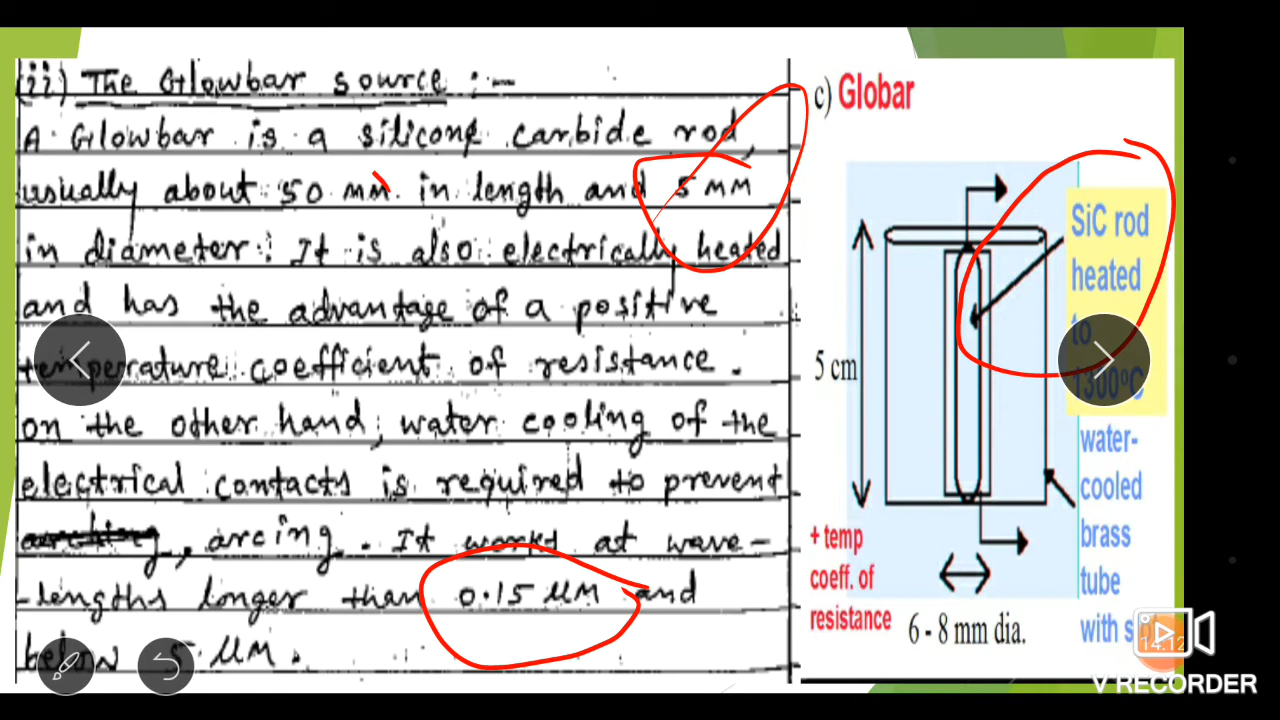 (ii) The Glowbar source :-
A Glowbar is a silicone carbide rod,
usually about 50 mm in length and 5 MM
in diameter. It is also electrically heated
and has the advantage of a positive
temperature coefficient of resistance.
on the other hand, water cooling of the
electrical contacts is required to prevent
, arcing. It works at wave-
-lengths longer than 0.15 μM and
below 5 μM.
c) Globar
SiC rod
heated
to
1300°C
5 cm
water-
cooled
brass
tube
with
+ temp
coeff. of
resistance
6 - 8 mm dia.
14:12
V RECORDER